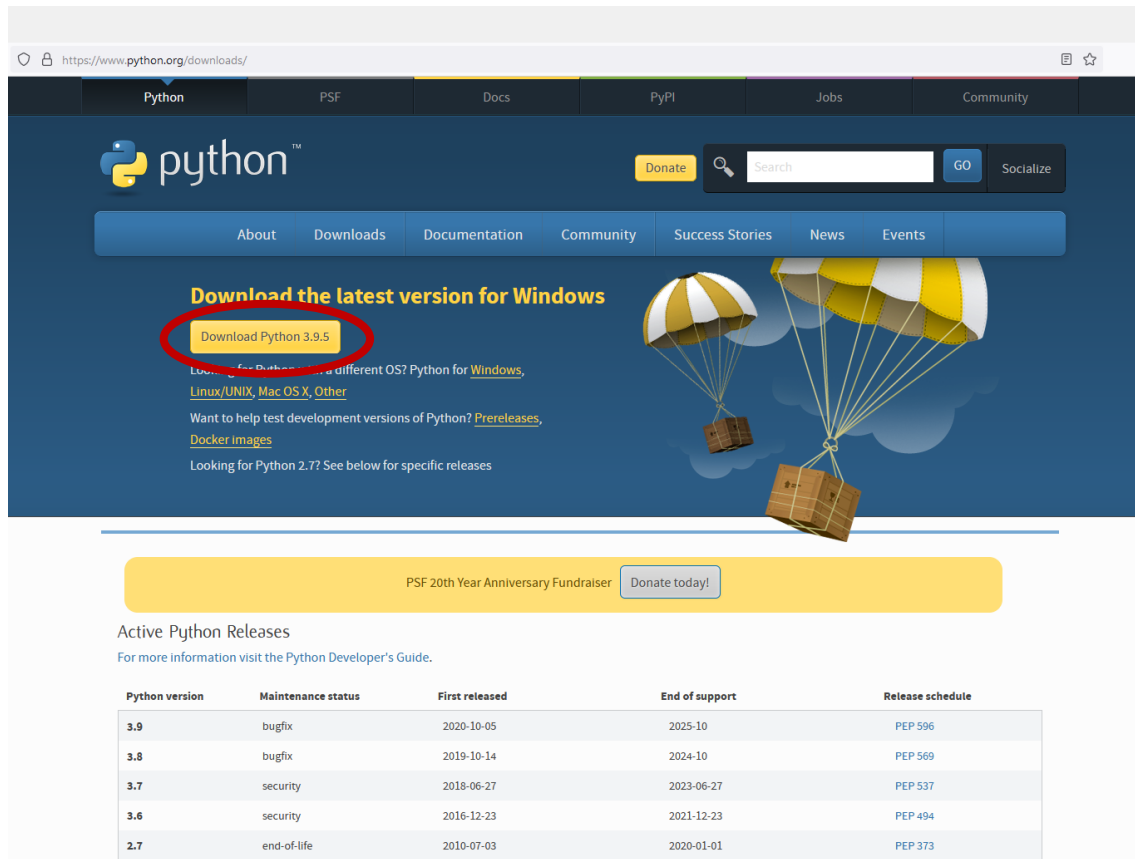 https://www.python.org/downloads/
Python PSF Docs PyPI Jobs Community
python™
Donate Search GO Socialize
About Downloads Documentation Community Success Stories News Events
Download the latest version for Windows
Download Python 3.9.5
Looking for Python with a different OS? Python for Windows,
Linux/UNIX, Mac OS X, Other
Want to help test development versions of Python? Prereleases,
Docker images
Looking for Python 2.7? See below for specific releases
PSF 20th Year Anniversary Fundraiser Donate today!
Active Python Releases
For more information visit the Python Developer's Guide.
Python version Maintenance status First released End of support Release schedule
3.9 bugfix 2020-10-05 2025-10 PEP 596
3.8 bugfix 2019-10-14 2024-10 PEP 569
3.7 security 2018-06-27 2023-06-27 PEP 537
3.6 security 2016-12-23 2021-12-23 PEP 494
2.7 end-of-life 2010-07-03 2020-01-01 PEP 373